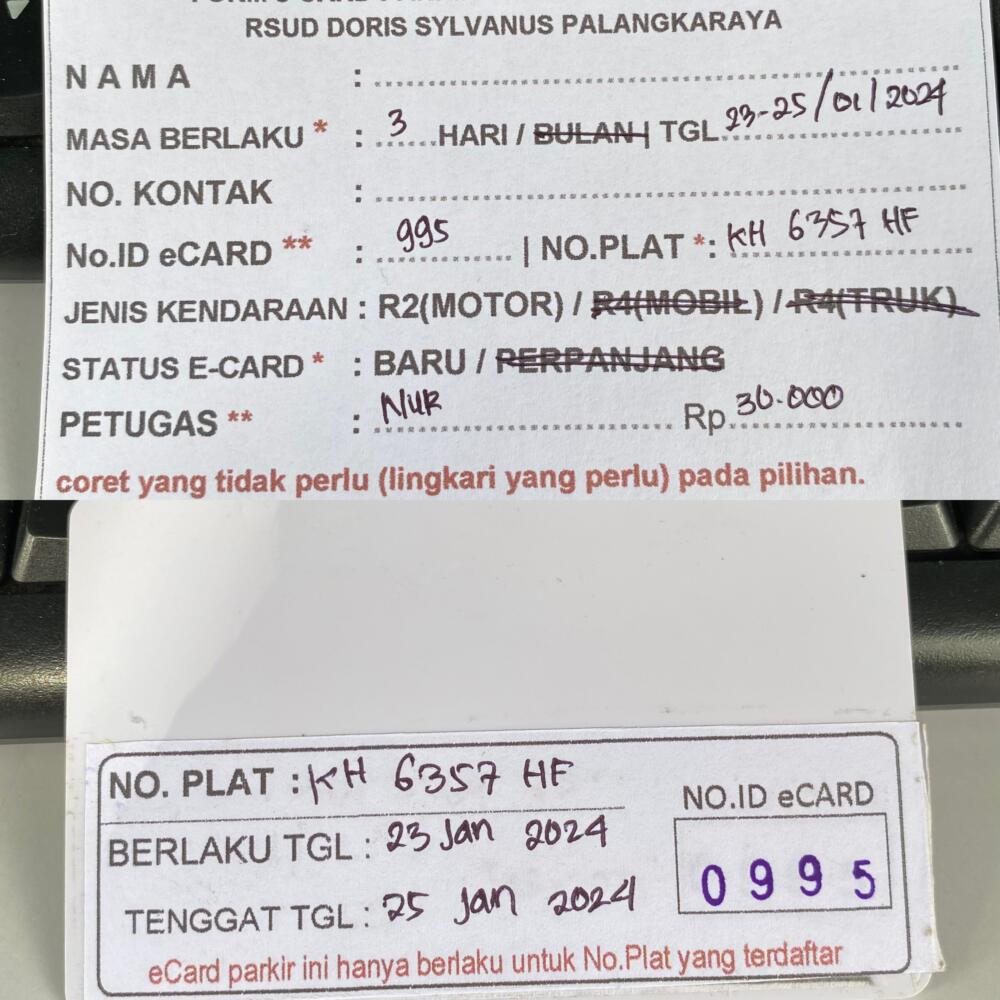 RSUD DORIS SYLVANUS PALANGKARAYA
N A M A :
MASA BERLAKU * : 3 HARI / BULAN | TGL 23-25/01/2024
NO. KONTAK :
No.ID eCARD ** : 995 | NO.PLAT *: KH 6357 HF
JENIS KENDARAAN : R2(MOTOR) / R4(MOBIL) / R4(TRUK)
STATUS E-CARD * : BARU / PERPANJANG
PETUGAS ** : NUR Rp 30.000
coret yang tidak perlu (lingkari yang perlu) pada pilihan.
NO. PLAT : KH 6357 HF
NO.ID eCARD
BERLAKU TGL : 23 Jan 2024
0995
TENGGAT TGL : 25 Jan 2024
eCard parkir ini hanya berlaku untuk No.Plat yang terdaftar